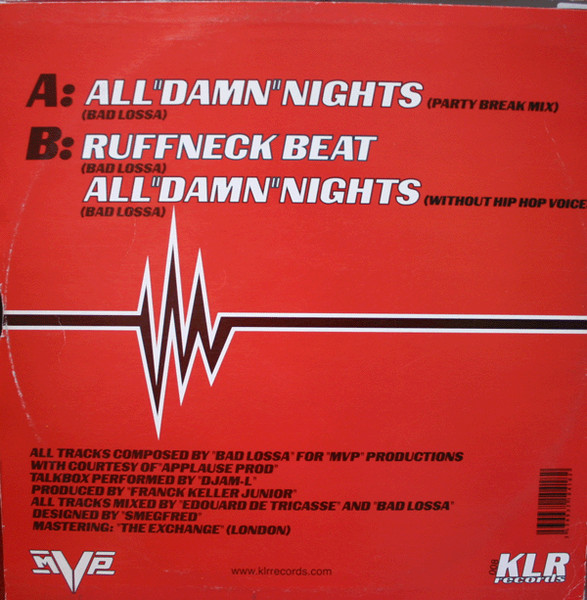 A: ALL"DAMN"NIGHTS (PARTY BREAK MIX)
(BAD LOSSA)
B: RUFFNECK BEAT
(BAD LOSSA)
ALL"DAMN"NIGHTS (WITHOUT HIP HOP VOICE
(BAD LOSSA)
ALL TRACKS COMPOSED BY "BAD LOSSA" FOR "MVP" PRODUCTIONS
WITH COURTESY OF "APPLAUSE PROD"
TALKBOX PERFORMED BY "DJAM-L"
PRODUCED BY "FRANCK KELLER JUNIOR"
ALL TRACKS MIXED BY "EDOUARD DE TRICASSE" AND "BAD LOSSA"
DESIGNED BY "SMEGFRED"
MASTERING: "THE EXCHANGE" (LONDON)
MVP
www.klrrecords.com
KLR
records